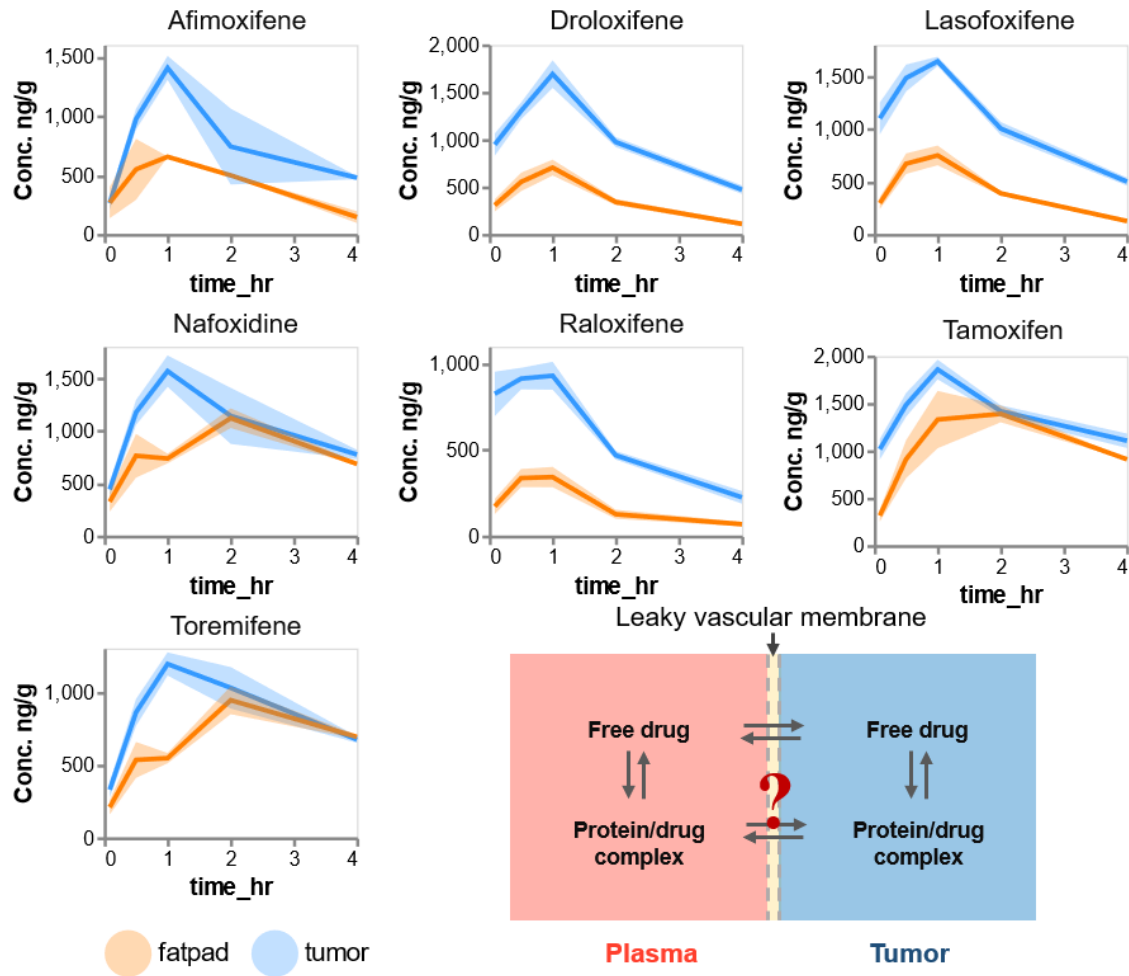 Afimoxifene
Droloxifene
Lasofoxifene
Conc. ng/g
1,500
1,000
500
0
0 1 2 3 4
time_hr
Conc. ng/g
2,000
1,500
1,000
500
0
0 1 2 3 4
time_hr
Conc. ng/g
1,500
1,000
500
0
0 1 2 3 4
time_hr
Nafoxidine
Raloxifene
Tamoxifen
Conc. ng/g
1,500
1,000
500
0
0 1 2 3 4
time_hr
Conc. ng/g
1,000
500
0
0 1 2 3 4
time_hr
Conc. ng/g
2,000
1,500
1,000
500
0
0 1 2 3 4
time_hr
Toremifene
Conc. ng/g
1,000
500
0
0 1 2 3 4
time_hr
fatpad
tumor
Leaky vascular membrane
Free drug
Free drug
?
Protein/drug
complex
Protein/drug
complex
Plasma
Tumor